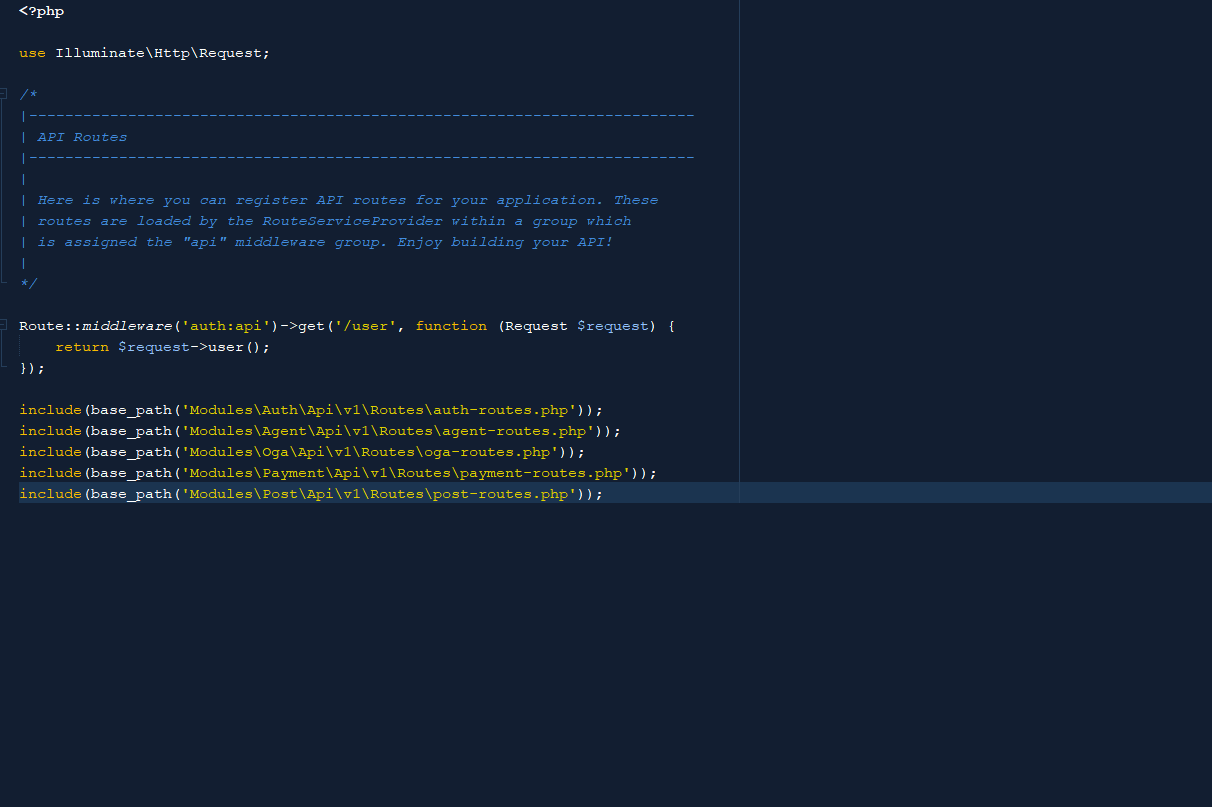 <?php
use Illuminate\Http\Request;
/*
|--------------------------------------------------------------------------
| API Routes
|--------------------------------------------------------------------------
|
| Here is where you can register API routes for your application. These
| routes are loaded by the RouteServiceProvider within a group which
| is assigned the "api" middleware group. Enjoy building your API!
|
*/
Route::middleware('auth:api')->get('/user', function (Request $request) {
    return $request->user();
});
include(base_path('Modules\Auth\Api\v1\Routes\auth-routes.php'));
include(base_path('Modules\Agent\Api\v1\Routes\agent-routes.php'));
include(base_path('Modules\Oga\Api\v1\Routes\oga-routes.php'));
include(base_path('Modules\Payment\Api\v1\Routes\payment-routes.php'));
include(base_path('Modules\Post\Api\v1\Routes\post-routes.php'));